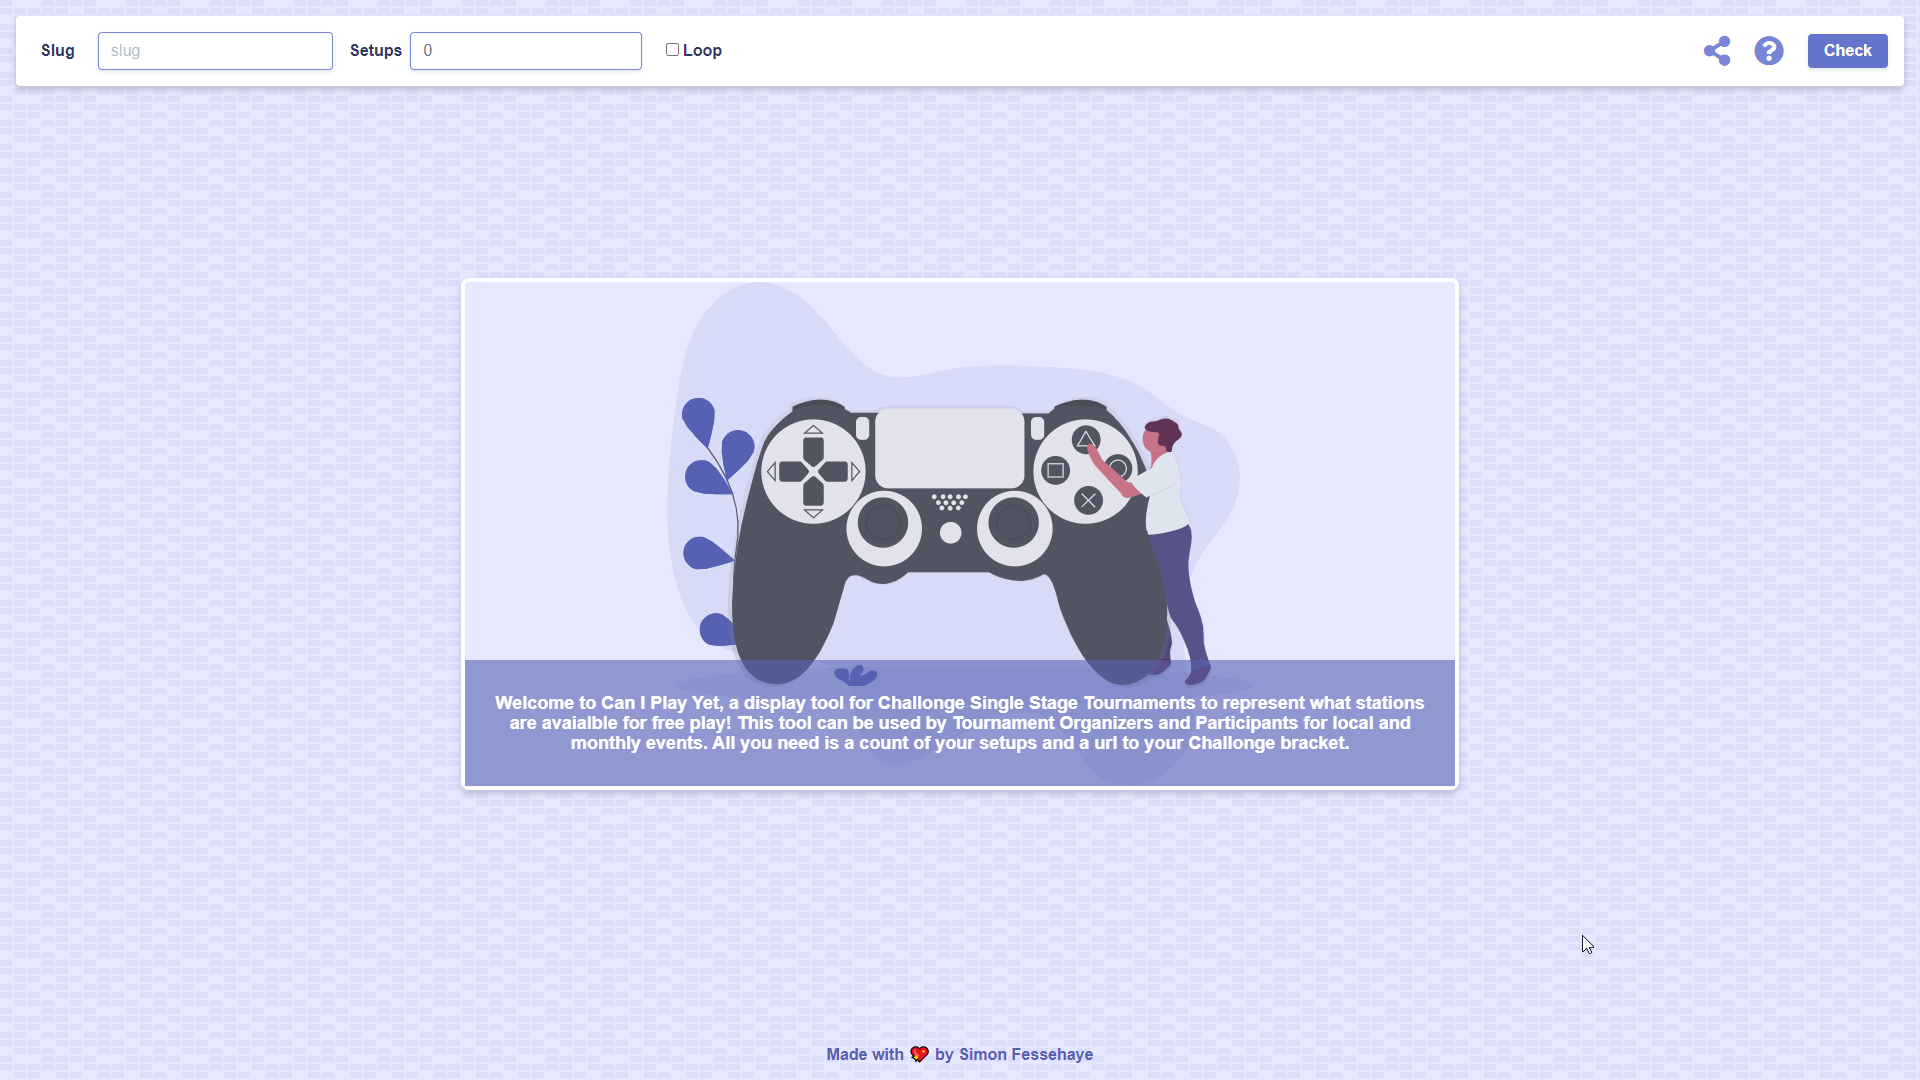 Slug slug Setups 0 Loop Check
Welcome to Can I Play Yet, a display tool for Challonge Single Stage Tournaments to represent what stations
are avaialble for free play! This tool can be used by Tournament Organizers and Participants for local and
monthly events. All you need is a count of your setups and a url to your Challonge bracket.
Made with 💖 by Simon Fessehaye